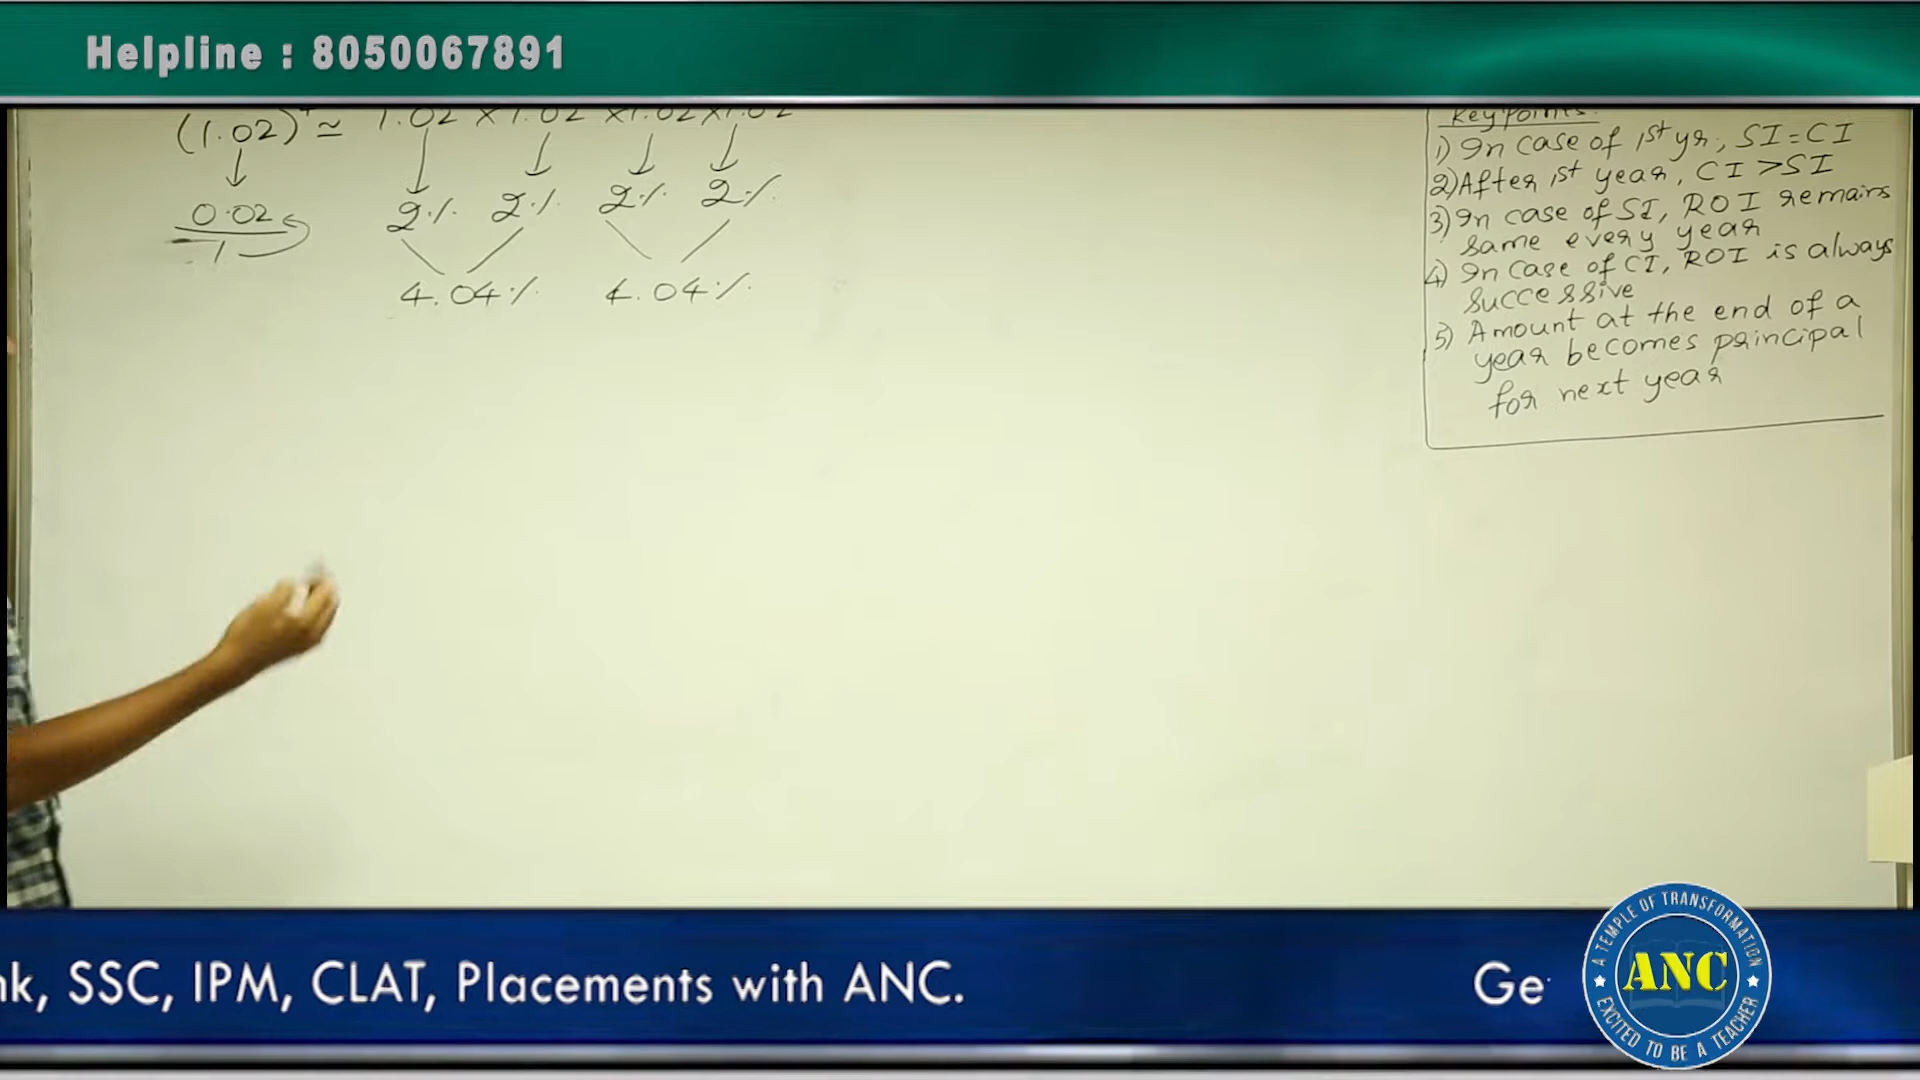 Helpline : 8050067891
(1.02)⁴ ≃ 1.02 × 1.02 × 1.02 × 1.02
0.02
1
2% 2% 2% 2%
4.04% 4.04%
Key Points:
1) In case of 1st yr, SI = CI
2) After 1st year, CI > SI
3) In case of SI, ROI remains
same every year
4) In case of CI, ROI is always
successive
5) Amount at the end of a
year becomes principal
for next year
nk, SSC, IPM, CLAT, Placements with ANC.
Ge
A TEMPLE OF TRANSFORMATION
ANC
EXCITED TO BE A TEACHER